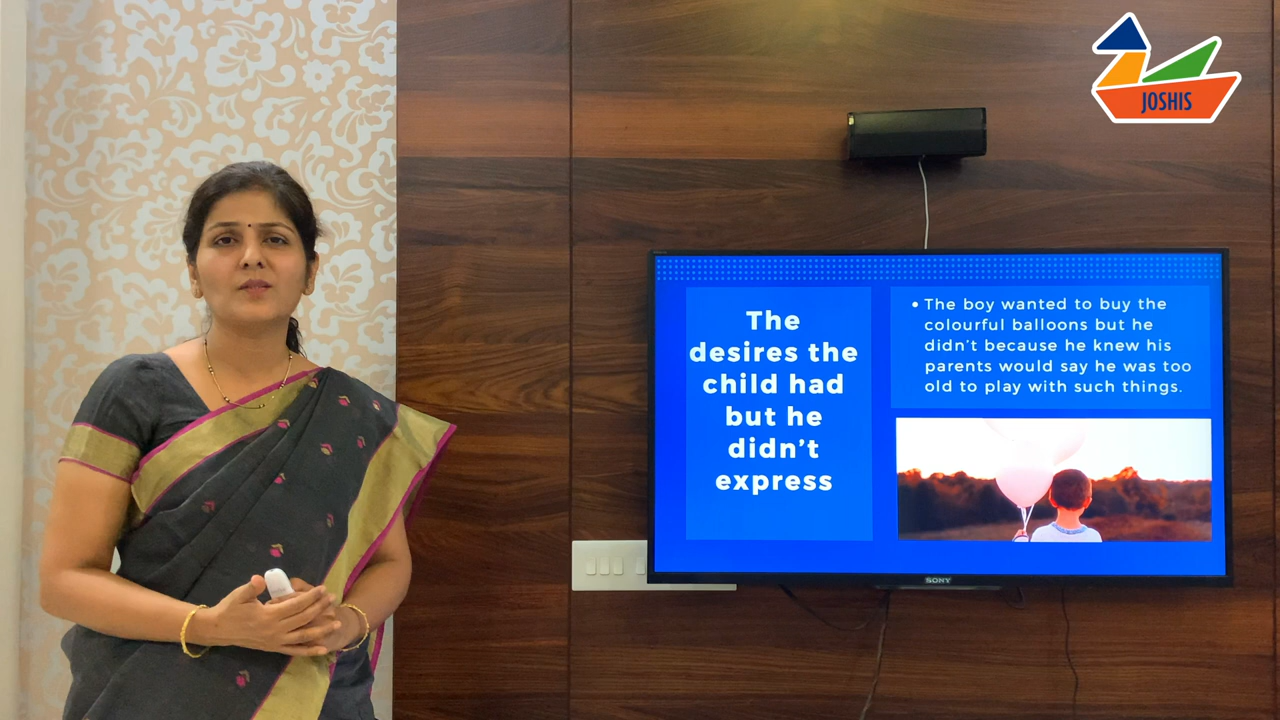 JOSHIS
The
desires the
child had
but he
didn't
express
• The boy wanted to buy the
colourful balloons but he
didn't because he knew his
parents would say he was too
old to play with such things.
SONY